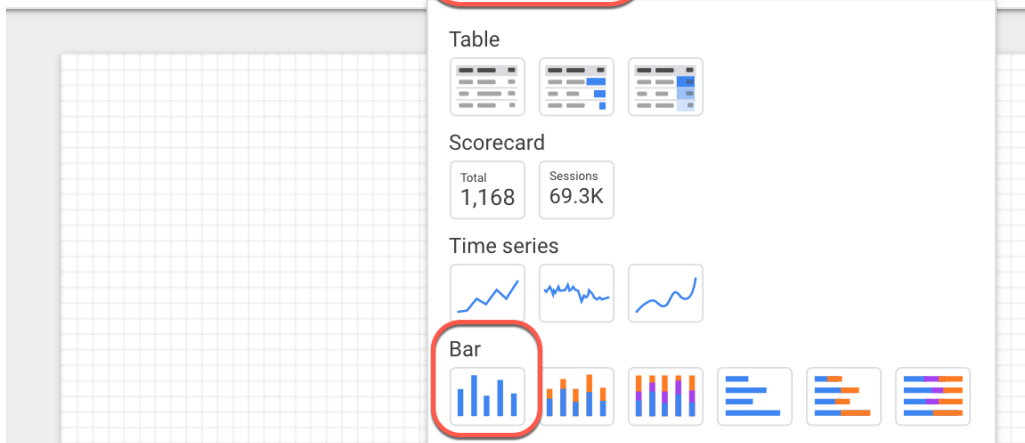 Table
Scorecard
Total
1,168
Sessions
69.3K
Time series
Bar